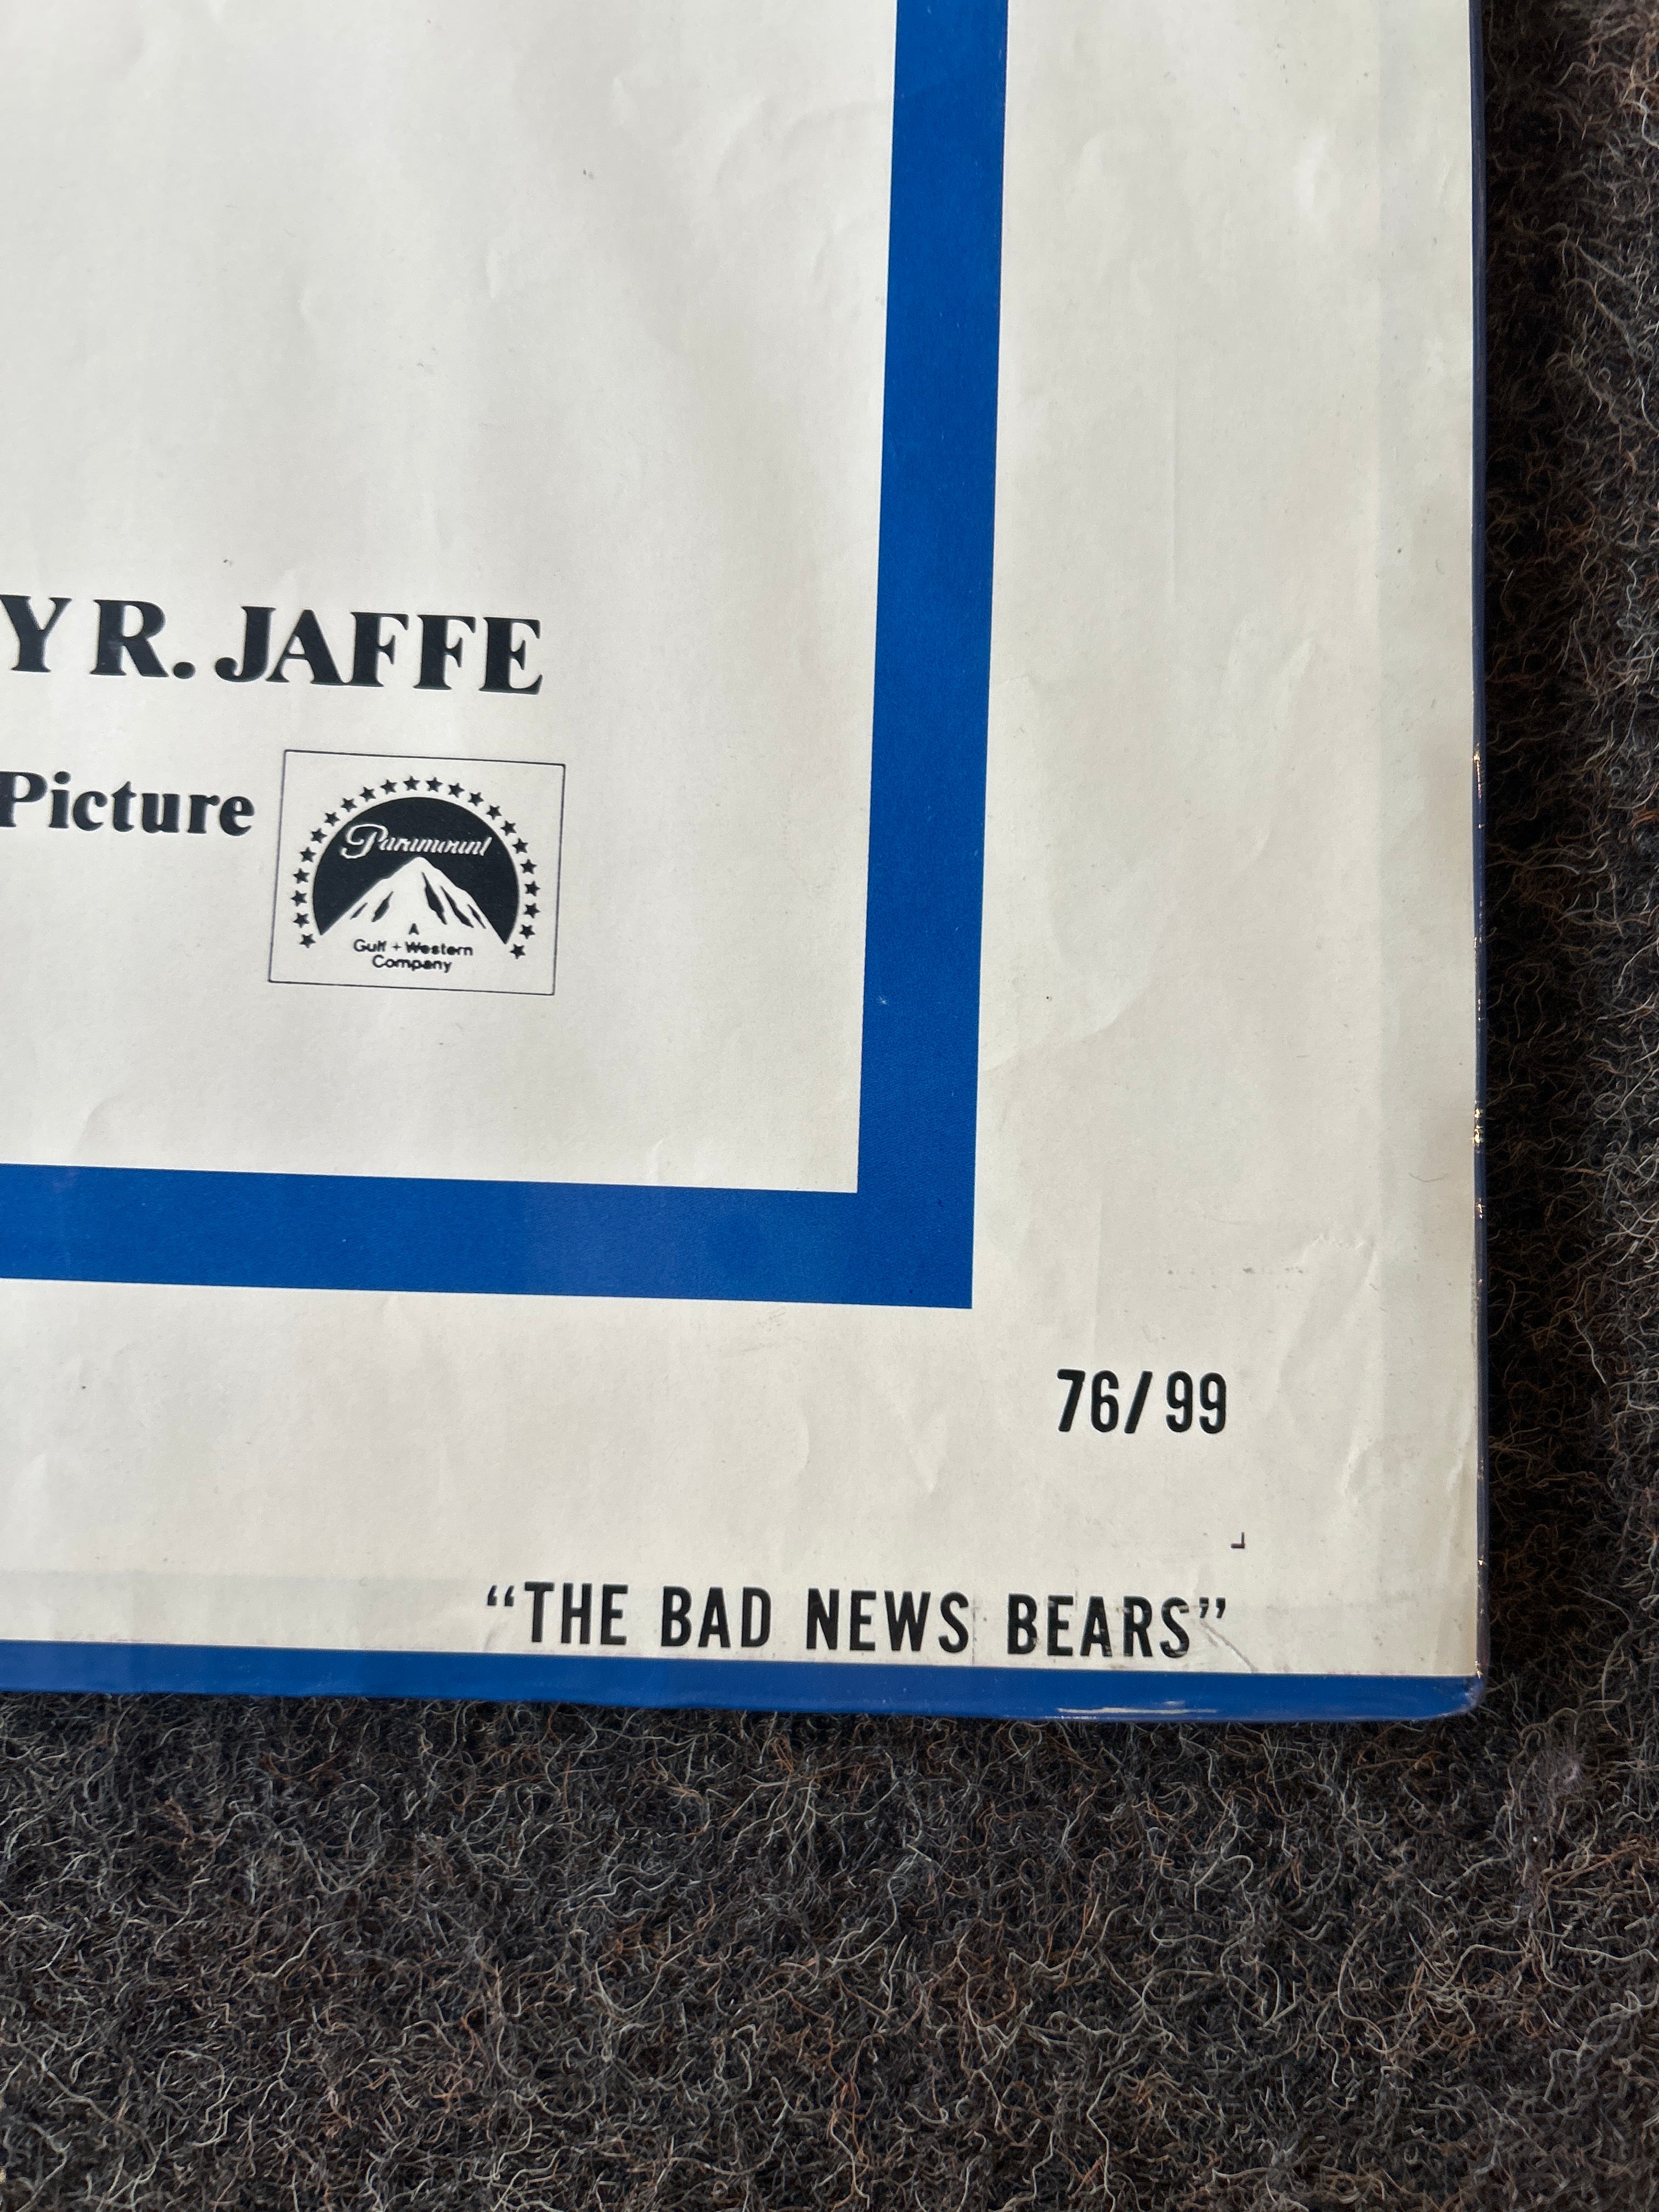 Y R. JAFFE
Picture
Paramount
A
Gulf + Western
Company
76/99
"THE BAD NEWS BEARS"